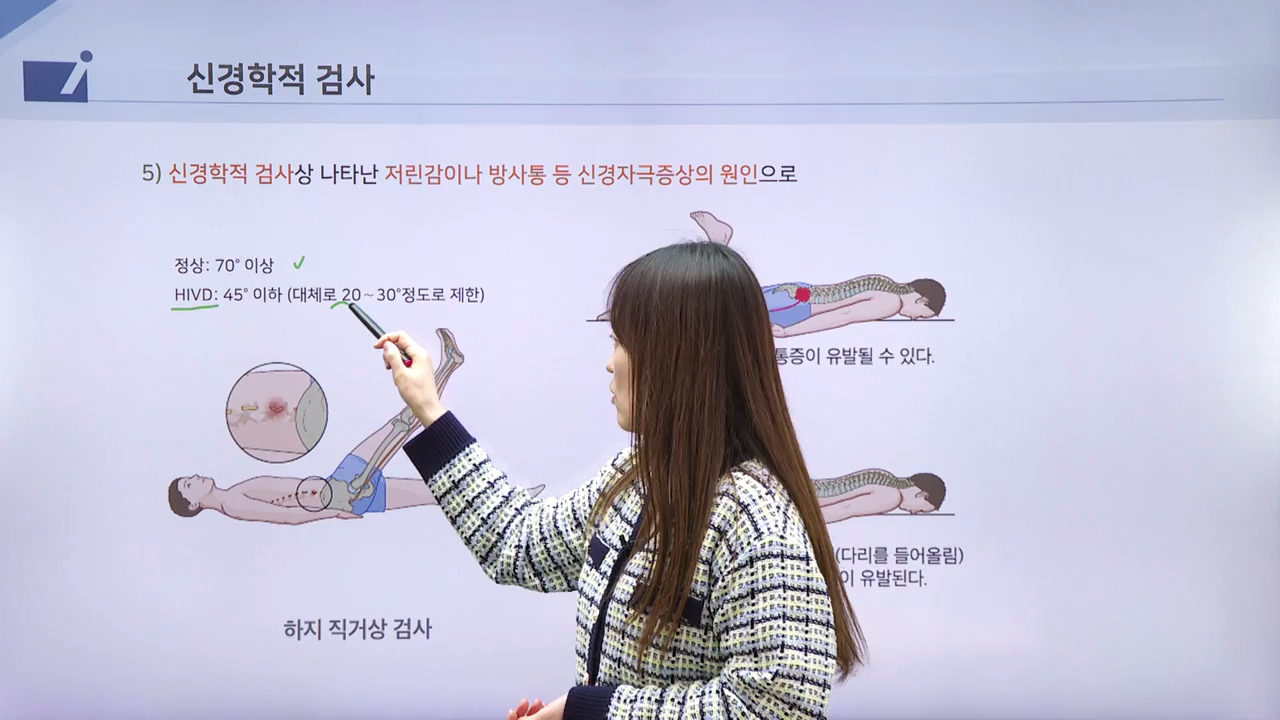 신경학적 검사
5) 신경학적 검사상 나타난 저린감이나 방사통 등 신경자극증상의 원인으로
정상: 70° 이상
HIVD: 45° 이하 (대체로 20~30°정도로 제한)
통증이 유발될 수 있다.
(다리를 들어올림)
이 유발된다.
하지 직거상 검사